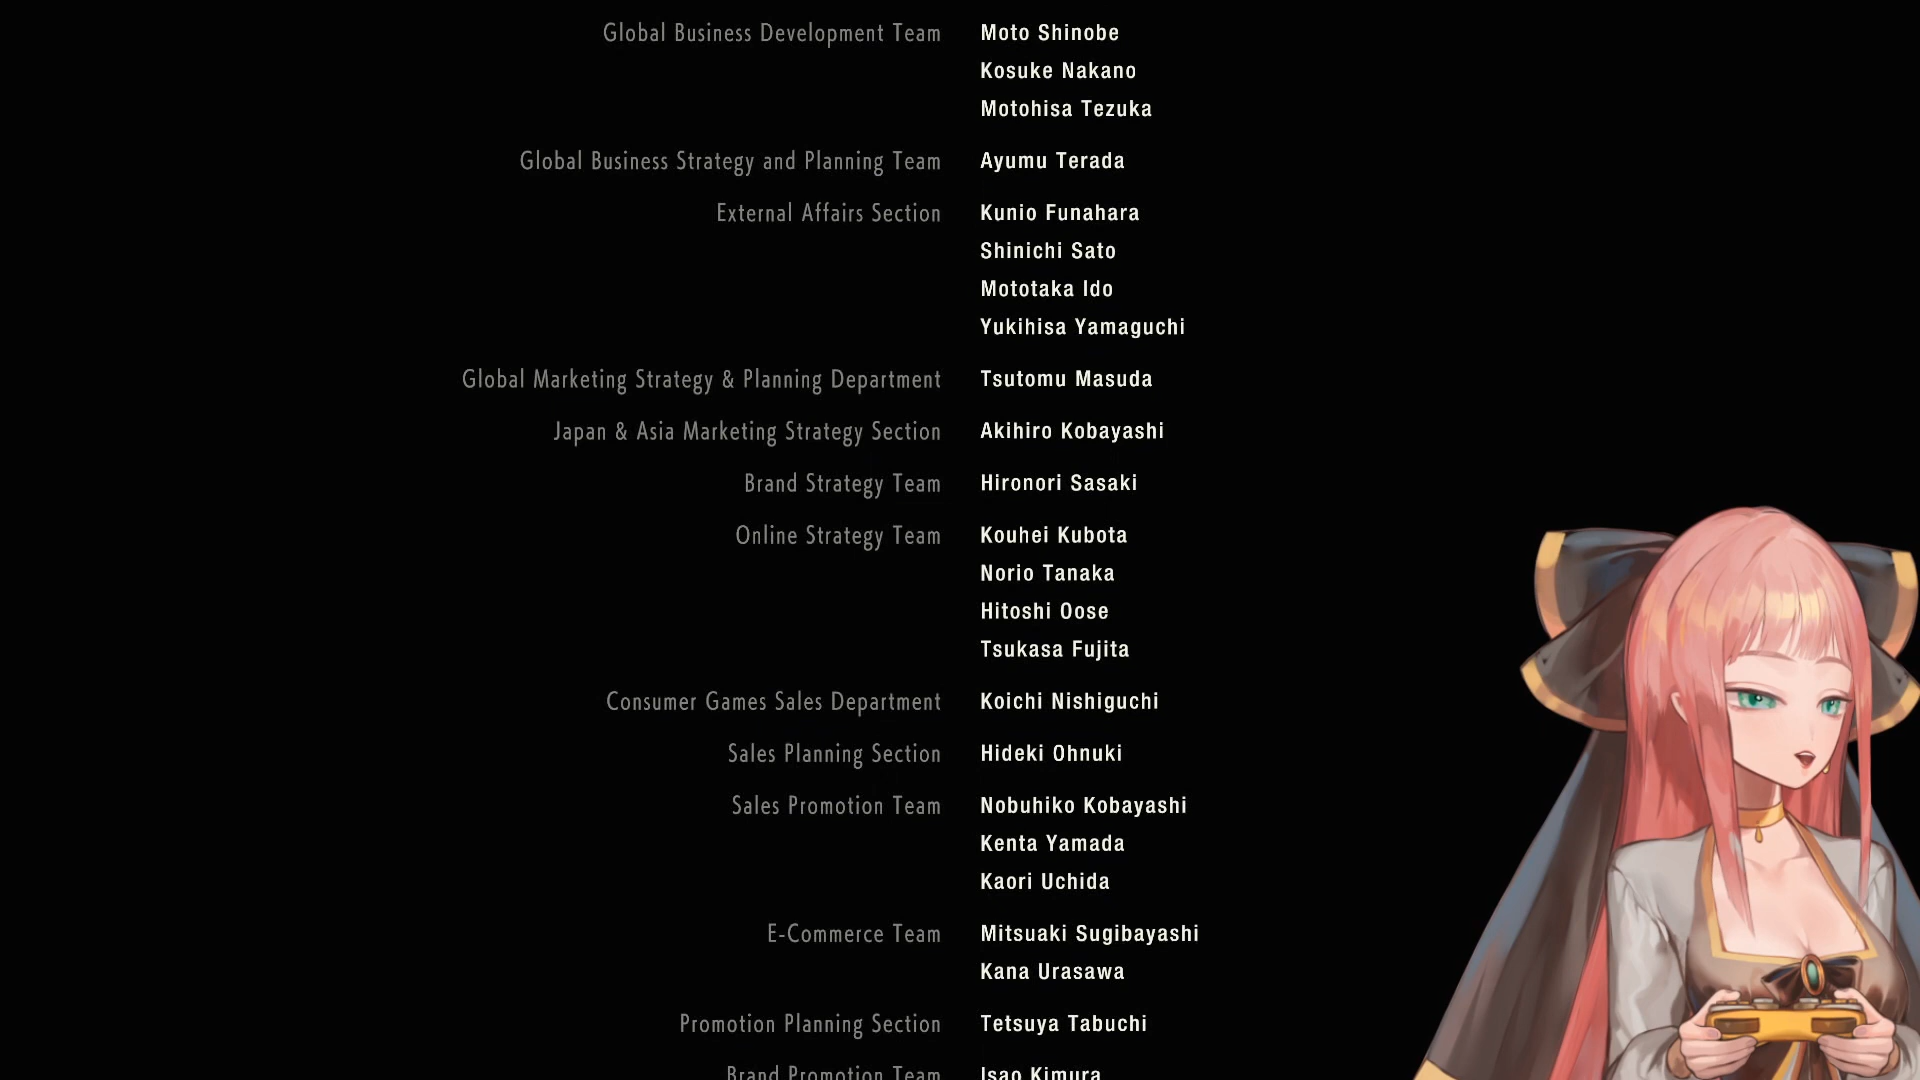 Global Business Development Team Moto Shinobe
Kosuke Nakano
Motohisa Tezuka
Global Business Strategy and Planning Team Ayumu Terada
External Affairs Section Kunio Funahara
Shinichi Sato
Mototaka Ido
Yukihisa Yamaguchi
Global Marketing Strategy & Planning Department Tsutomu Masuda
Japan & Asia Marketing Strategy Section Akihiro Kobayashi
Brand Strategy Team Hironori Sasaki
Online Strategy Team Kouhei Kubota
Norio Tanaka
Hitoshi Oose
Tsukasa Fujita
Consumer Games Sales Department Koichi Nishiguchi
Sales Planning Section Hideki Ohnuki
Sales Promotion Team Nobuhiko Kobayashi
Kenta Yamada
Kaori Uchida
E-Commerce Team Mitsuaki Sugibayashi
Kana Urasawa
Promotion Planning Section Tetsuya Tabuchi
Brand Promotion Team Isao Kimura